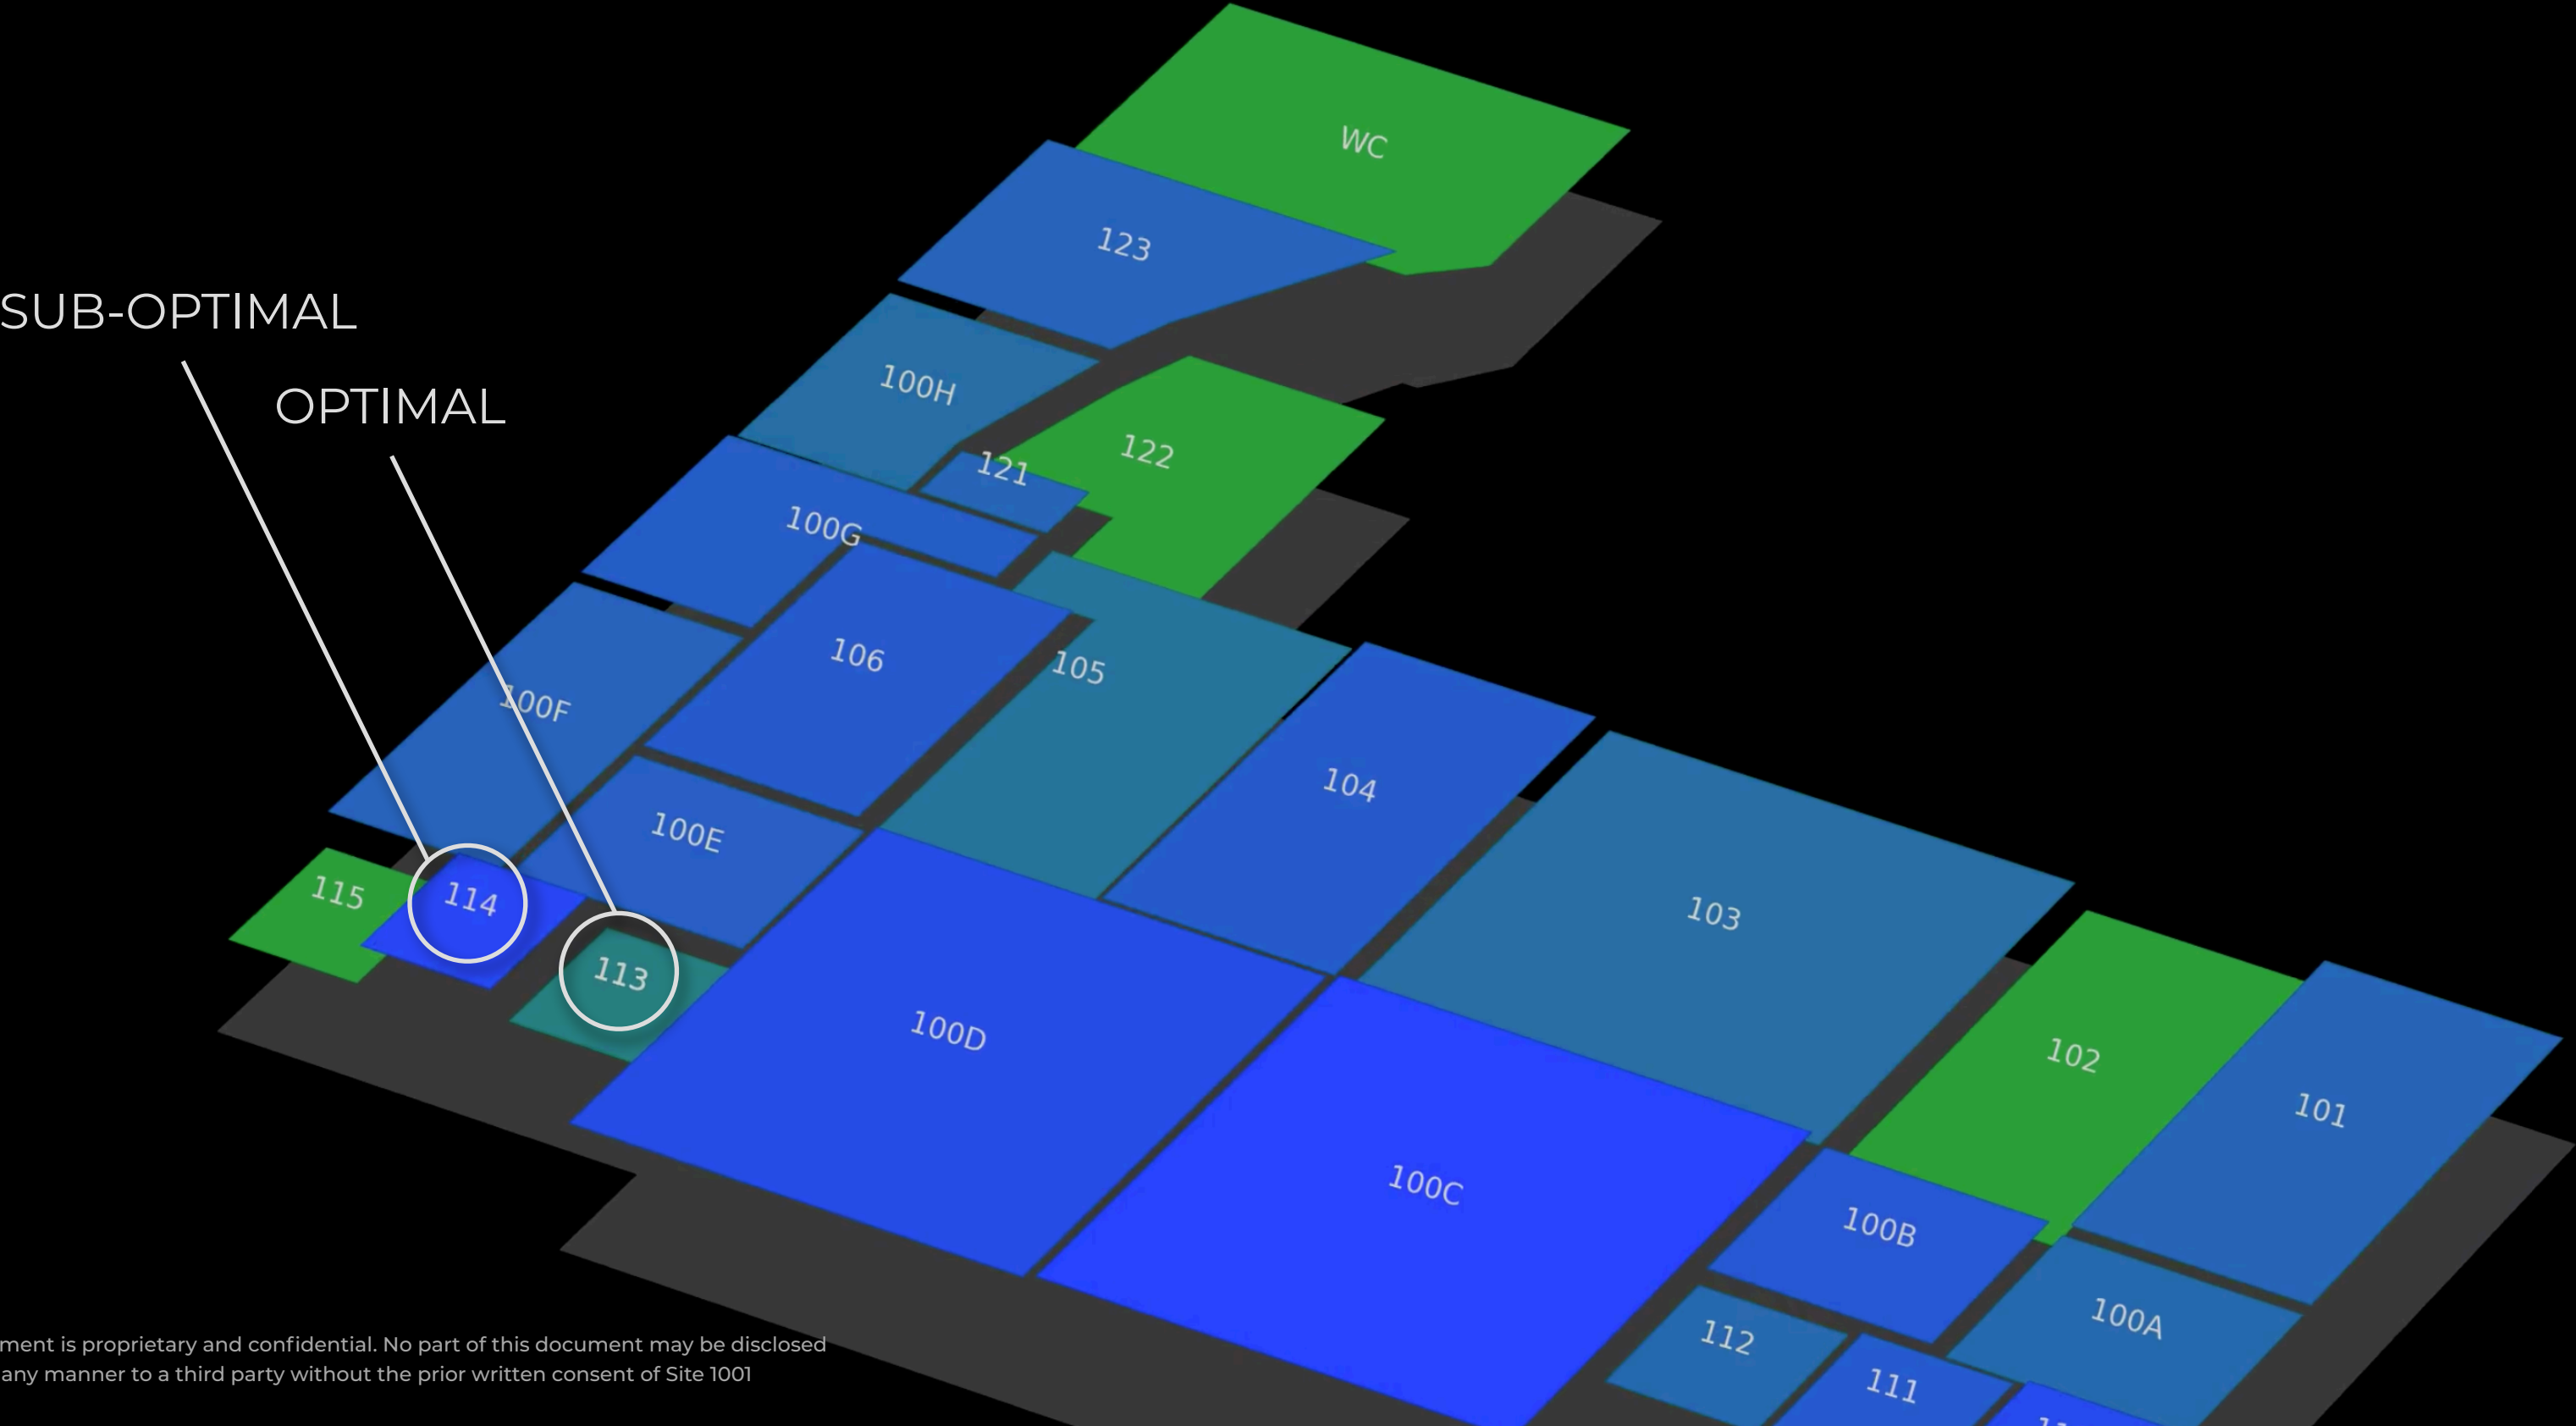 WC
123
SUB-OPTIMAL
100H
OPTIMAL
122
121
100G
106
105
100F
104
100E
115
114
103
113
100D
102
101
100C
100B
100A
112
111
ment is proprietary and confidential. No part of this document may be disclosed
any manner to a third party without the prior written consent of Site 1001